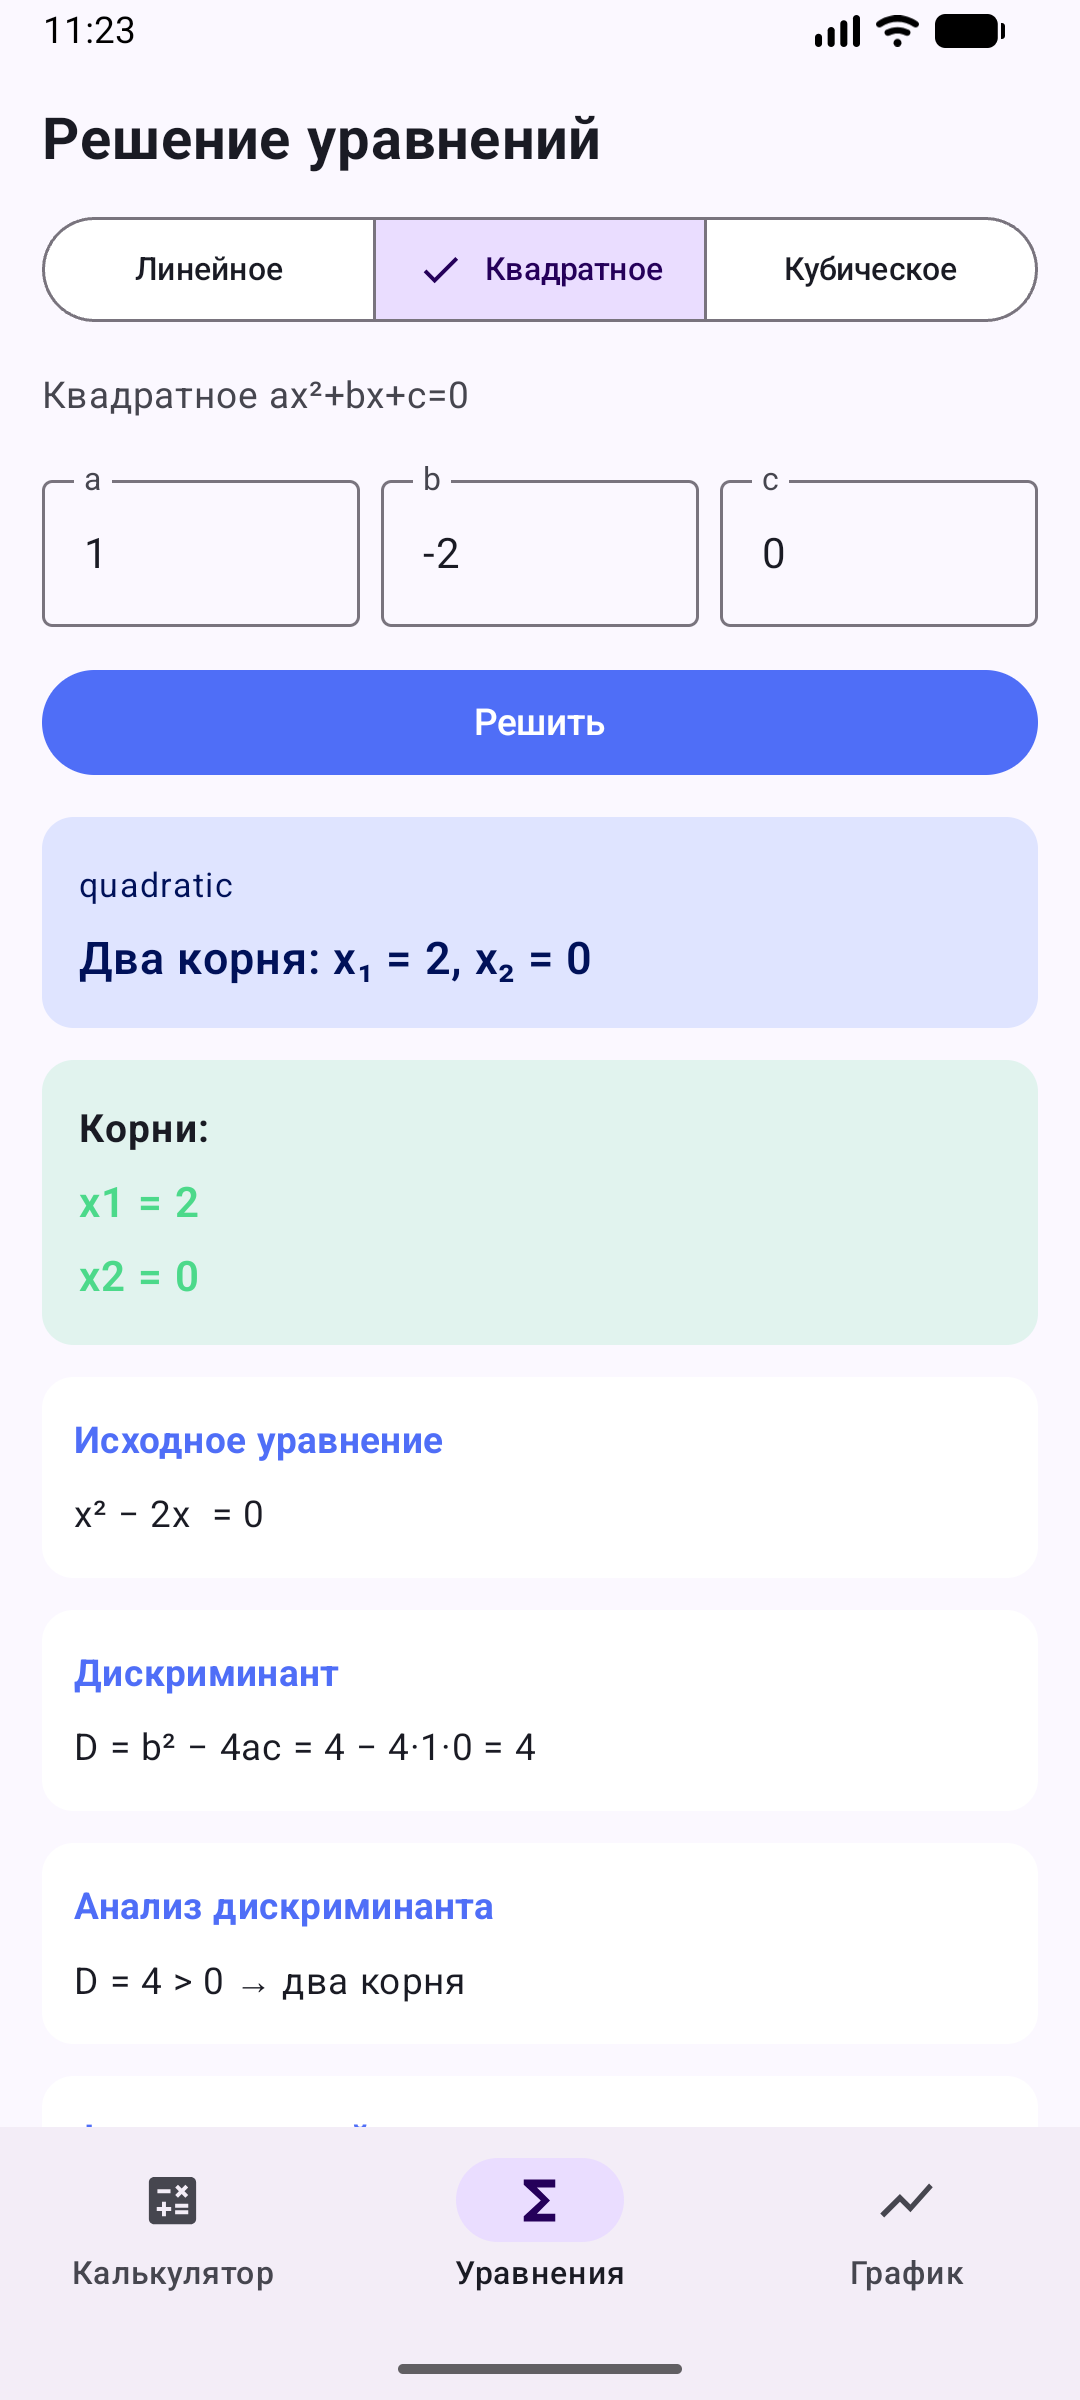 11:23
Решение уравнений
Линейное
Квадратное
Кубическое
Квадратное ax²+bx+c=0
a
b
c
1
-2
0
Решить
quadratic
Два корня: x₁ = 2, x₂ = 0
Корни:
x1 = 2
x2 = 0
Исходное уравнение
x² − 2x  = 0
Дискриминант
D = b² − 4ac = 4 − 4·1·0 = 4
Анализ дискриминанта
D = 4 > 0 → два корня
Калькулятор
Уравнения
График